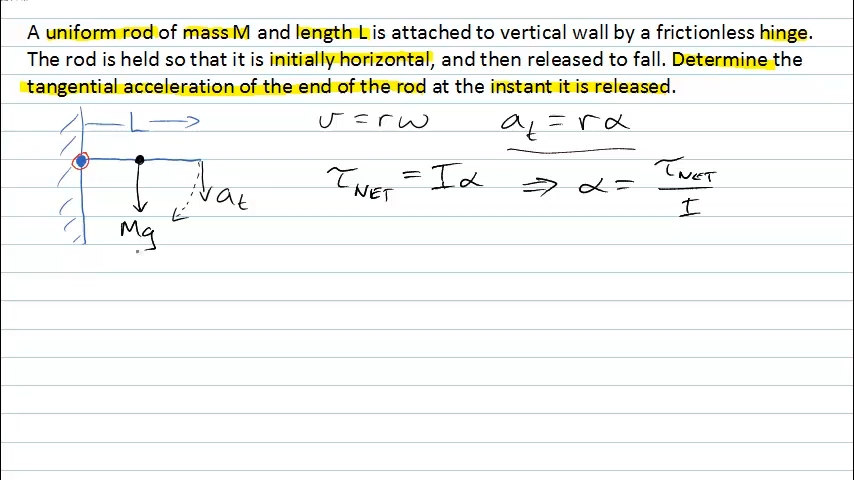 A uniform rod of mass M and length L is attached to vertical wall by a frictionless hinge.
The rod is held so that it is initially horizontal, and then released to fall. Determine the
tangential acceleration of the end of the rod at the instant it is released.
L
v = rω
a_t = rα
τ_NET = Iα ⇒ α = τ_NET / I
a_t
Mg